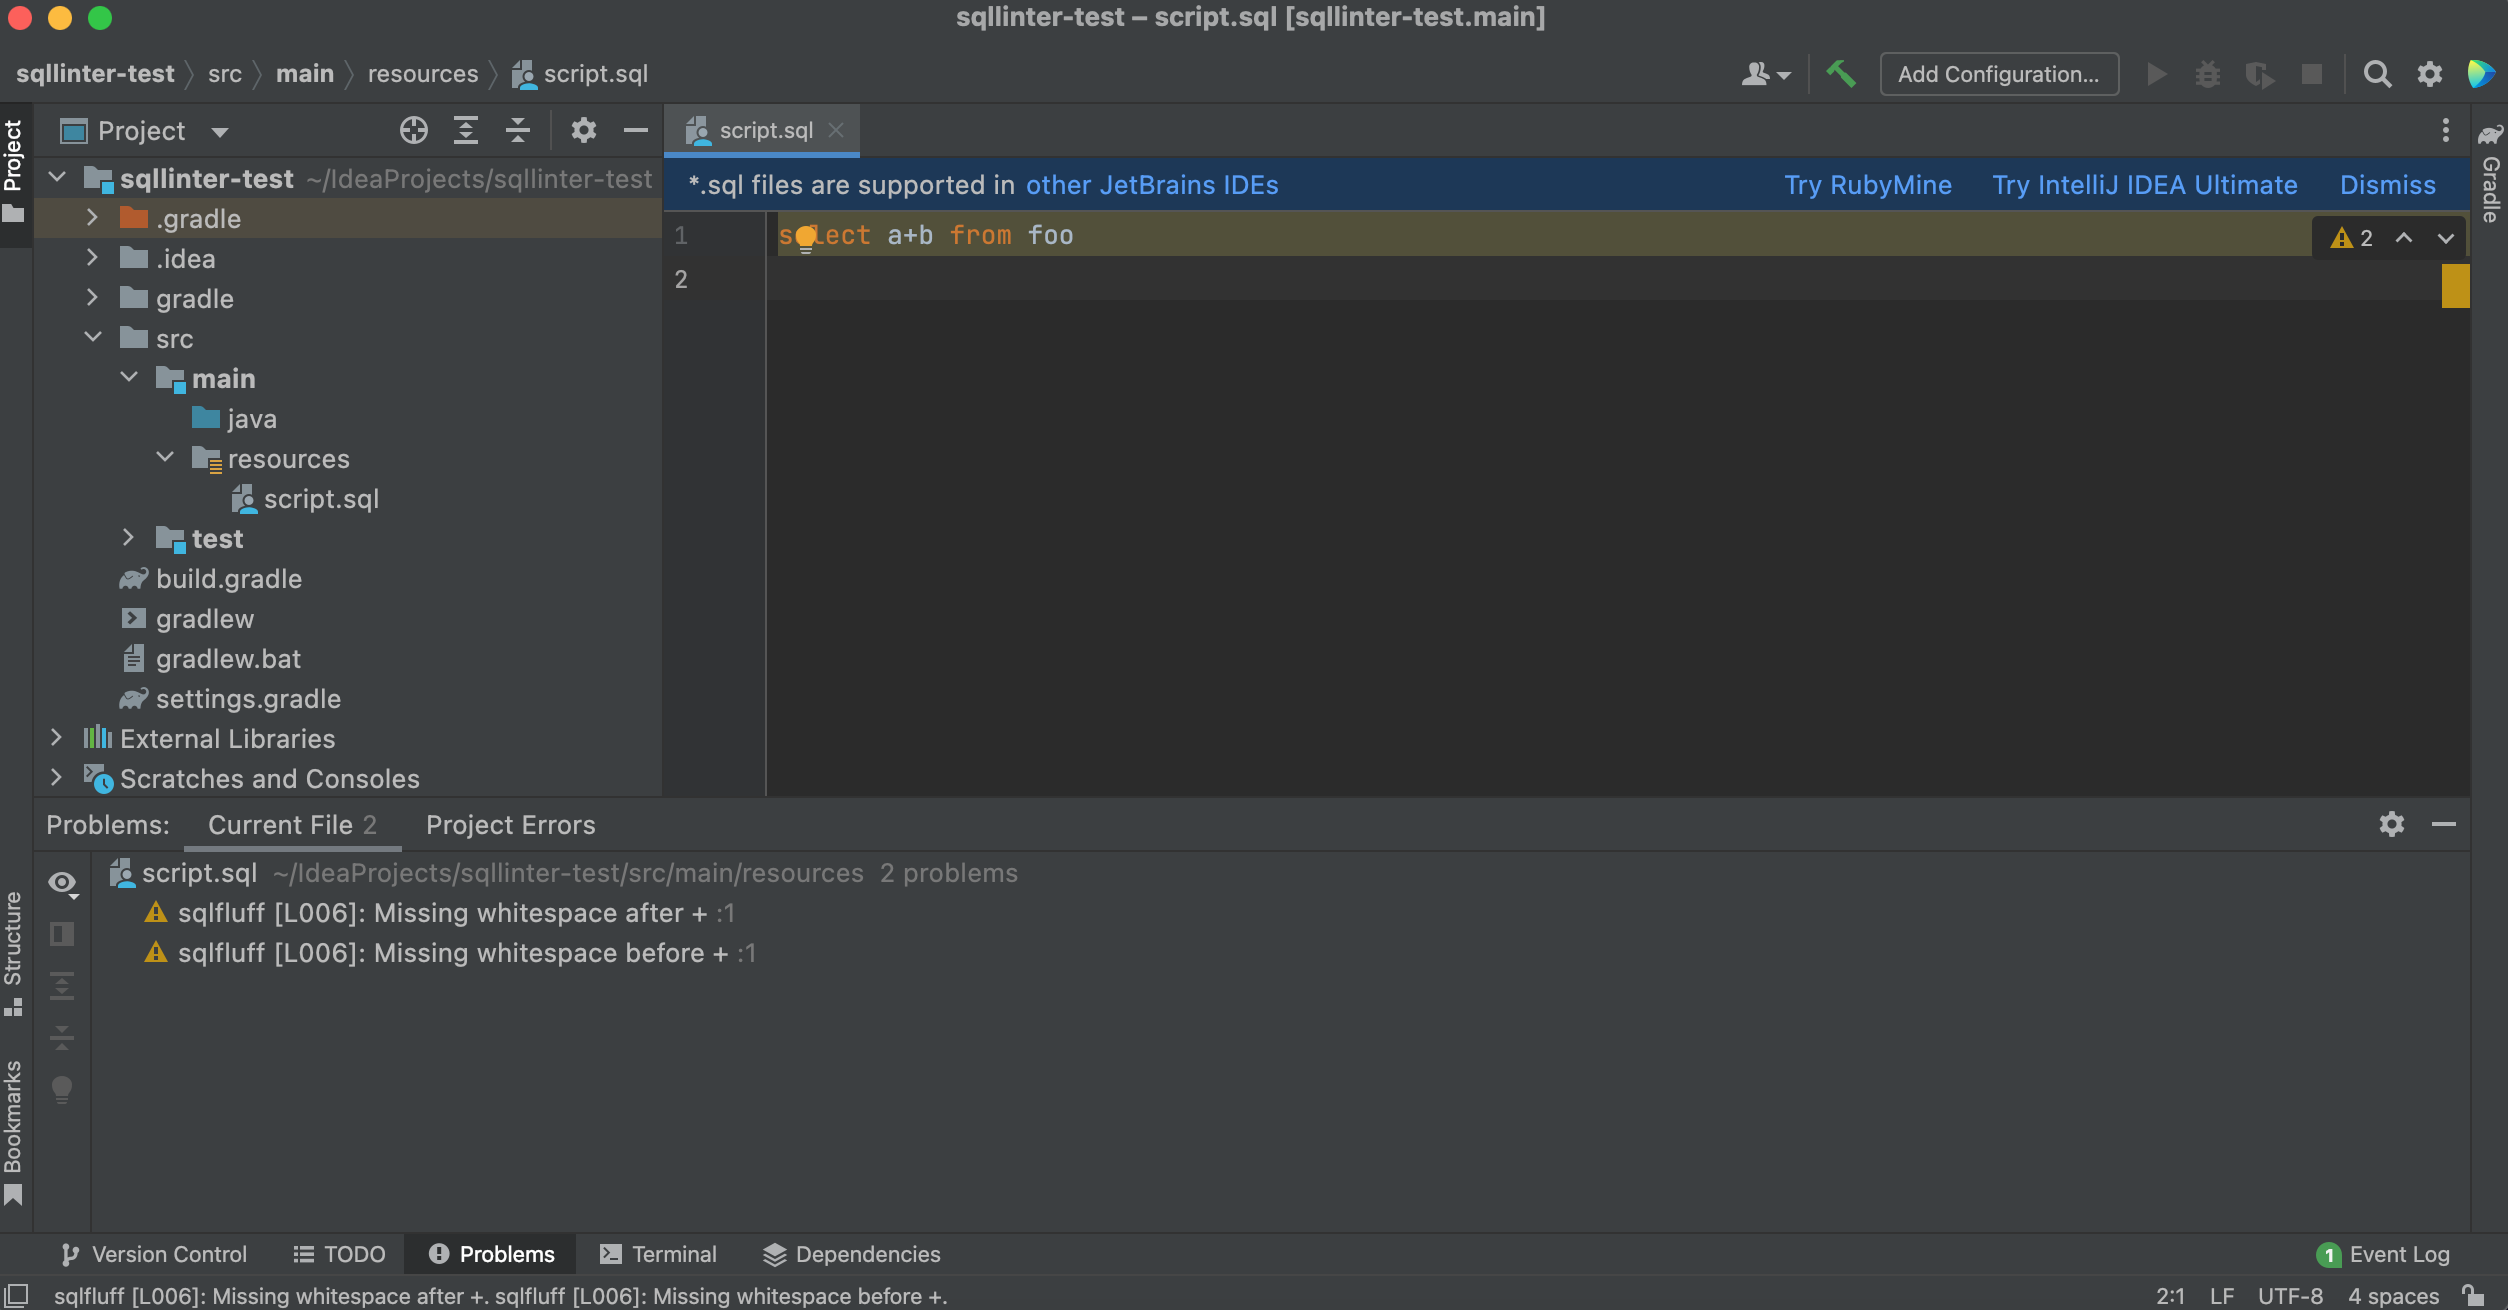 sqllinter-test – script.sql [sqllinter-test.main]
sqllinter-test src main resources script.sql
Add Configuration...
Project
Project
script.sql
Gradle
*.sql files are supported in other JetBrains IDEs Try RubyMine Try IntelliJ IDEA Ultimate Dismiss
sqllinter-test ~/IdeaProjects/sqllinter-test
.gradle
.idea
gradle
src
main
java
resources
script.sql
test
build.gradle
gradlew
gradlew.bat
settings.gradle
External Libraries
Scratches and Consoles
1 select a+b from foo
2
2
Problems: Current File 2 Project Errors
script.sql ~/IdeaProjects/sqllinter-test/src/main/resources 2 problems
sqlfluff [L006]: Missing whitespace after + :1
sqlfluff [L006]: Missing whitespace before + :1
Structure
Bookmarks
Version Control TODO Problems Terminal Dependencies 1 Event Log
sqlfluff [L006]: Missing whitespace after +. sqlfluff [L006]: Missing whitespace before +. 2:1 LF UTF-8 4 spaces